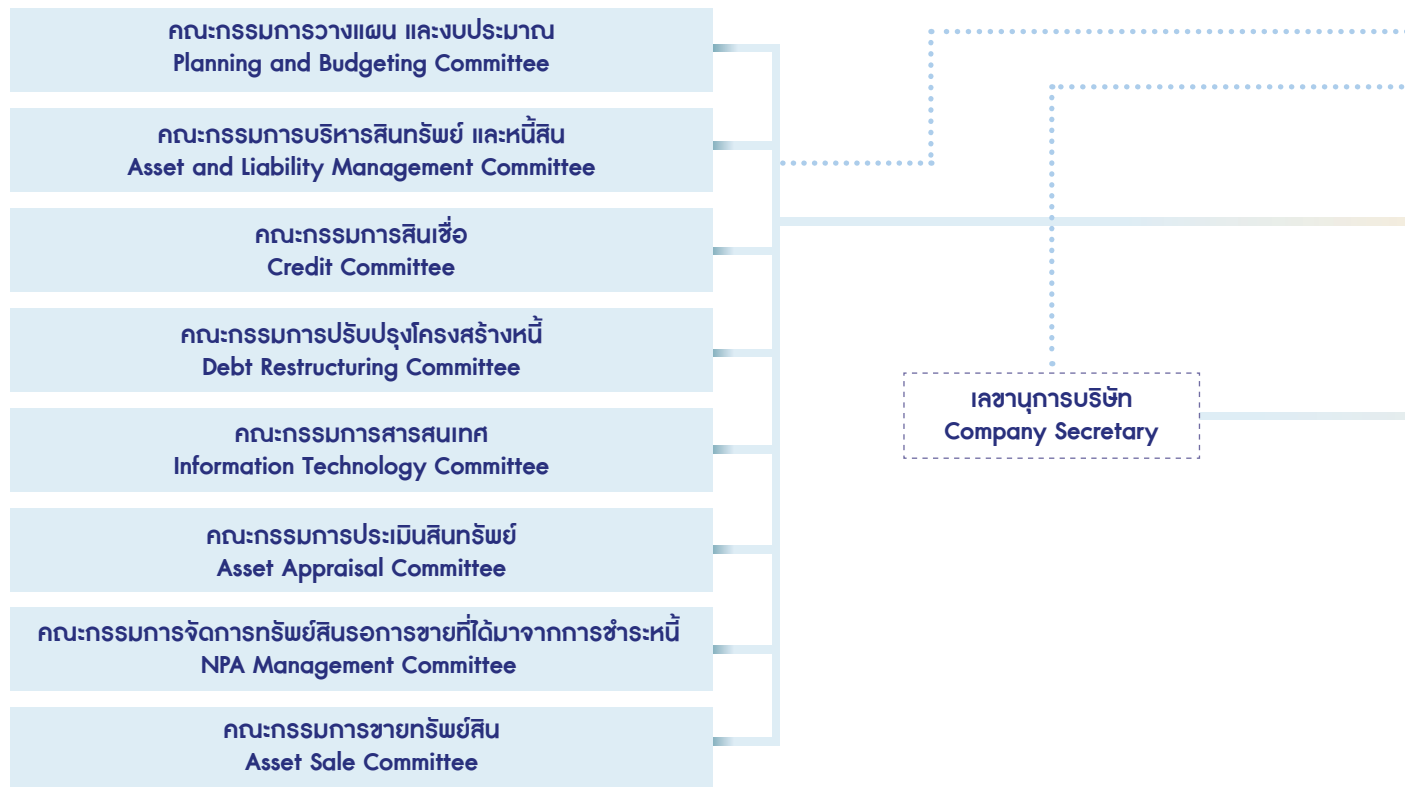 คณะกรรมการวางแผน และงบประมาณ
Planning and Budgeting Committee
คณะกรรมการบริหารสินทรัพย์ และหนี้สิน
Asset and Liability Management Committee
คณะกรรมการสินเชื่อ
Credit Committee
คณะกรรมการปรับปรุงโครงสร้างหนี้
Debt Restructuring Committee
คณะกรรมการสารสนเทศ
Information Technology Committee
คณะกรรมการประเมินสินทรัพย์
Asset Appraisal Committee
คณะกรรมการจัดการทรัพย์สินรอการขายที่ได้มาจากการชำระหนี้
NPA Management Committee
คณะกรรมการขายทรัพย์สิน
Asset Sale Committee
เลขานุการบริษัท
Company Secretary